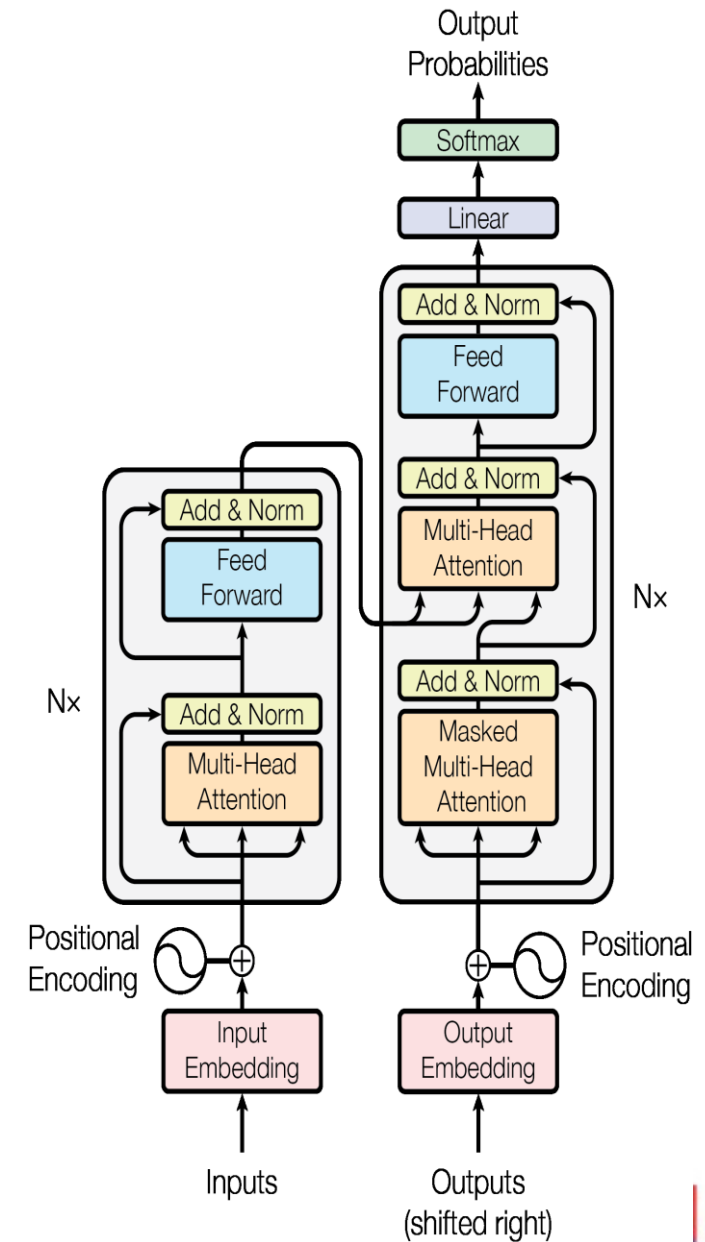 Output
Probabilities
Softmax
Linear
Add & Norm
Feed
Forward
Add & Norm
Multi-Head
Attention
Nx
Add & Norm
Masked
Multi-Head
Attention
Add & Norm
Feed
Forward
Nx
Add & Norm
Multi-Head
Attention
Positional
Encoding
Positional
Encoding
Input
Embedding
Output
Embedding
Inputs
Outputs
(shifted right)